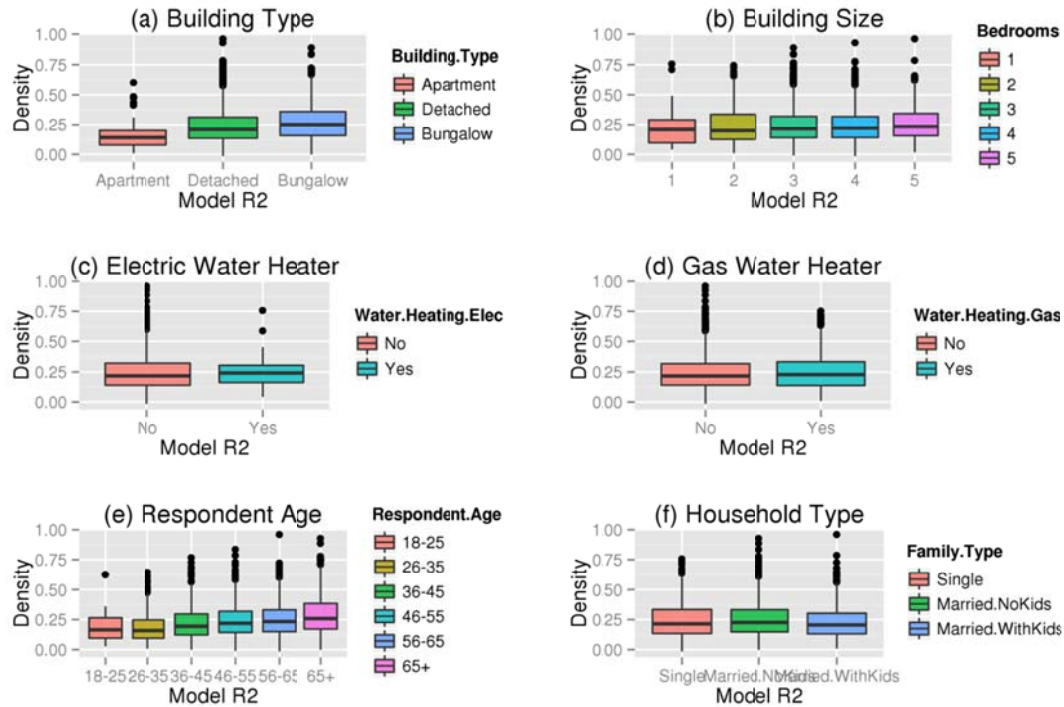 (a) Building Type
1.00
0.75
0.50
0.25
0.00
Density
Apartment Detached Bungalow
Model R2
Building.Type
Apartment
Detached
Bungalow
(b) Building Size
1.00
0.75
0.50
0.25
0.00
Density
1 2 3 4 5
Model R2
Bedrooms
1
2
3
4
5
(c) Electric Water Heater
1.00
0.75
0.50
0.25
0.00
Density
No Yes
Model R2
Water.Heating.Elec
No
Yes
(d) Gas Water Heater
1.00
0.75
0.50
0.25
0.00
Density
No Yes
Model R2
Water.Heating.Gas
No
Yes
(e) Respondent Age
1.00
0.75
0.50
0.25
0.00
Density
18-25 26-35 36-45 46-55 56-65 65+
Model R2
Respondent.Age
18-25
26-35
36-45
46-55
56-65
65+
(f) Household Type
1.00
0.75
0.50
0.25
0.00
Density
Single Married.NoKids Married.WithKids
Model R2
Family.Type
Single
Married.NoKids
Married.WithKids